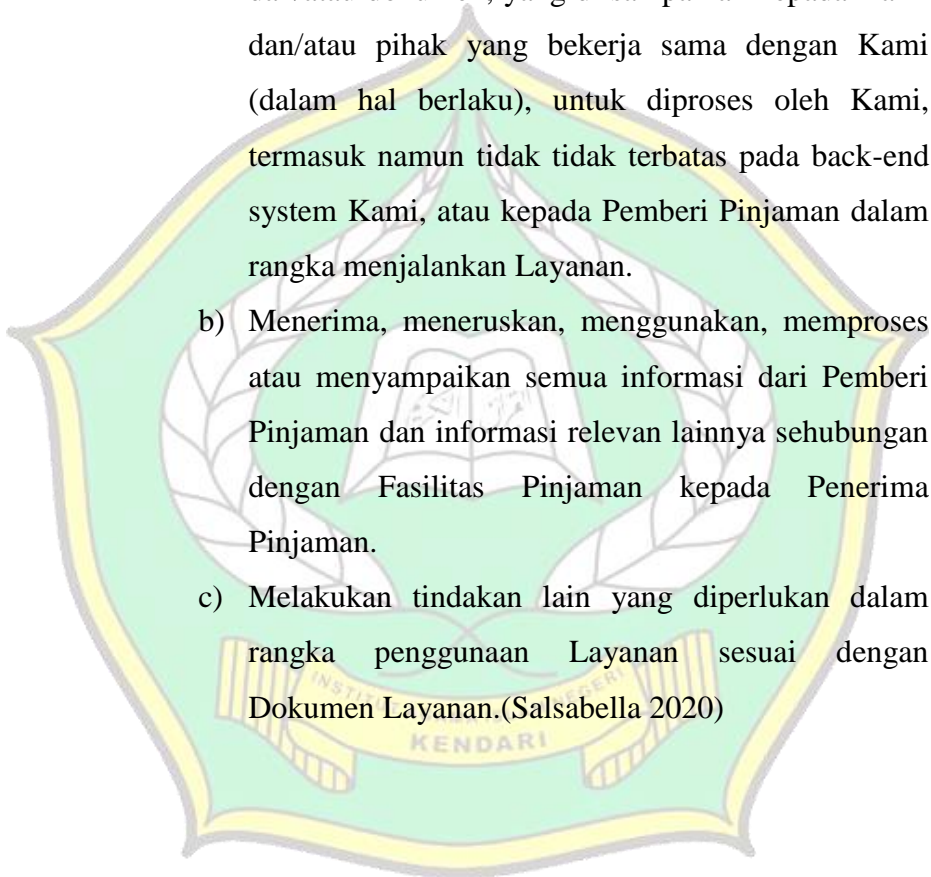 dan/atau pihak yang bekerja sama dengan Kami
(dalam hal berlaku), untuk diproses oleh Kami,
termasuk namun tidak tidak terbatas pada back-end
system Kami, atau kepada Pemberi Pinjaman dalam
rangka menjalankan Layanan.
b) Menerima, meneruskan, menggunakan, memproses
atau menyampaikan semua informasi dari Pemberi
Pinjaman dan informasi relevan lainnya sehubungan
dengan Fasilitas Pinjaman kepada Penerima
Pinjaman.
c) Melakukan tindakan lain yang diperlukan dalam
rangka penggunaan Layanan sesuai dengan
Dokumen Layanan.(Salsabella 2020)
KENDARI